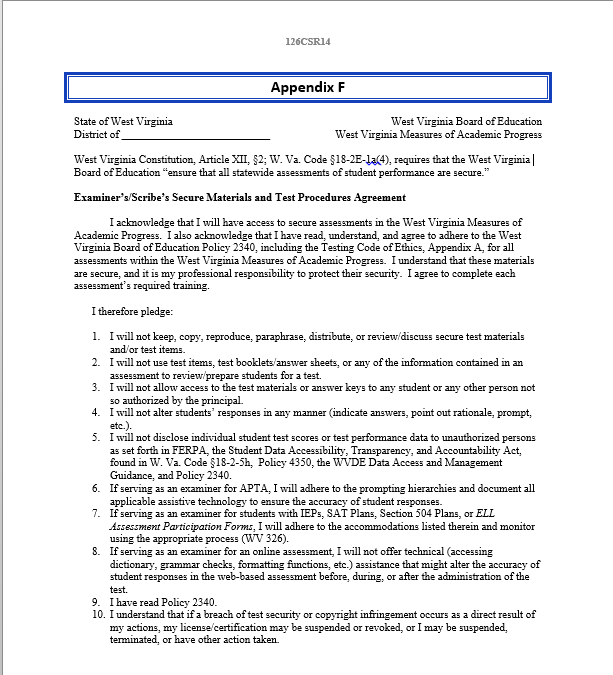 126CSR14
Appendix F
State of West Virginia West Virginia Board of Education
District of ____________________________ West Virginia Measures of Academic Progress
West Virginia Constitution, Article XII, §2; W. Va. Code §18-2E-1a(4), requires that the West Virginia
Board of Education “ensure that all statewide assessments of student performance are secure.”
Examiner’s/Scribe’s Secure Materials and Test Procedures Agreement
I acknowledge that I will have access to secure assessments in the West Virginia Measures of
Academic Progress. I also acknowledge that I have read, understand, and agree to adhere to the West
Virginia Board of Education Policy 2340, including the Testing Code of Ethics, Appendix A, for all
assessments within the West Virginia Measures of Academic Progress. I understand that these materials
are secure, and it is my professional responsibility to protect their security. I agree to complete each
assessment’s required training.
I therefore pledge:
1. I will not keep, copy, reproduce, paraphrase, distribute, or review/discuss secure test materials
and/or test items.
2. I will not use test items, test booklets/answer sheets, or any of the information contained in an
assessment to review/prepare students for a test.
3. I will not allow access to the test materials or answer keys to any student or any other person not
so authorized by the principal.
4. I will not alter students’ responses in any manner (indicate answers, point out rationale, prompt,
etc.).
5. I will not disclose individual student test scores or test performance data to unauthorized persons
as set forth in FERPA, the Student Data Accessibility, Transparency, and Accountability Act,
found in W. Va. Code §18-2-5h, Policy 4350, the WVDE Data Access and Management
Guidance, and Policy 2340.
6. If serving as an examiner for APTA, I will adhere to the prompting hierarchies and document all
applicable assistive technology to ensure the accuracy of student responses.
7. If serving as an examiner for students with IEPs, SAT Plans, Section 504 Plans, or ELL
Assessment Participation Forms, I will adhere to the accommodations listed therein and monitor
using the appropriate process (WV 326).
8. If serving as an examiner for an online assessment, I will not offer technical (accessing
dictionary, grammar checks, formatting functions, etc.) assistance that might alter the accuracy of
student responses in the web-based assessment before, during, or after the administration of the
test.
9. I have read Policy 2340.
10. I understand that if a breach of test security or copyright infringement occurs as a direct result of
my actions, my license/certification may be suspended or revoked, or I may be suspended,
terminated, or have other action taken.